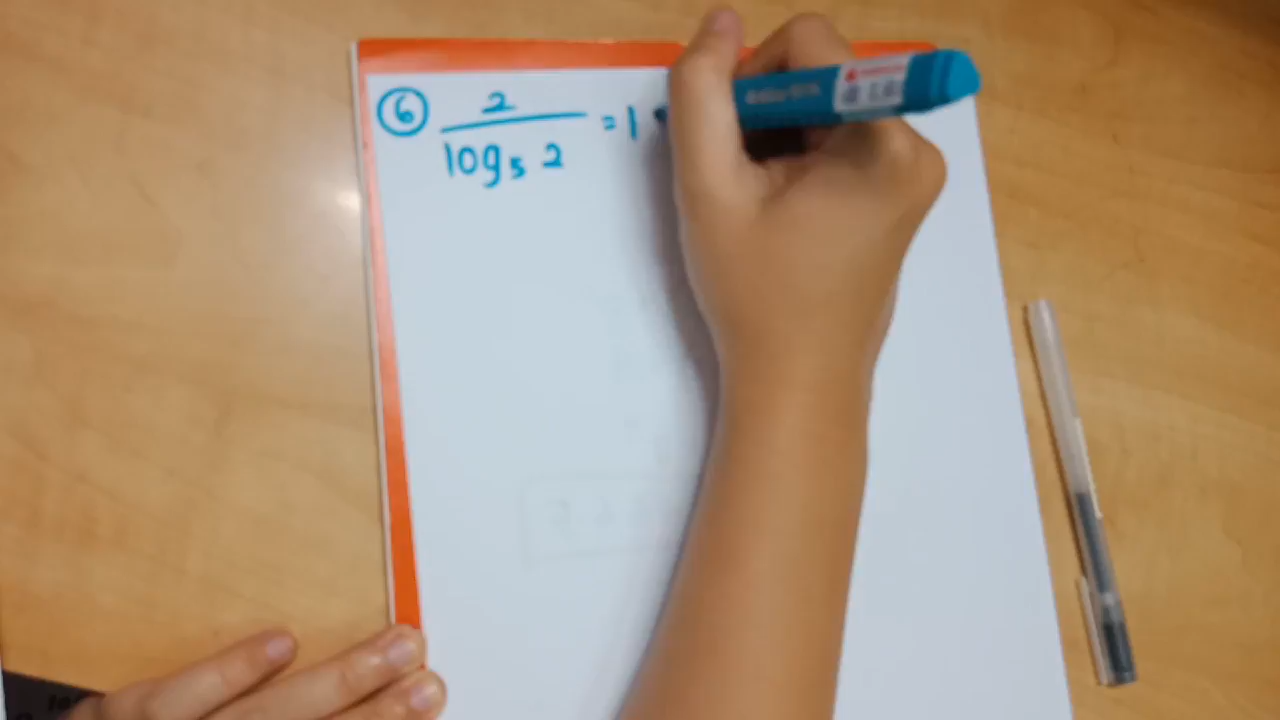 ⑥ 2
= 1
log₅ 2